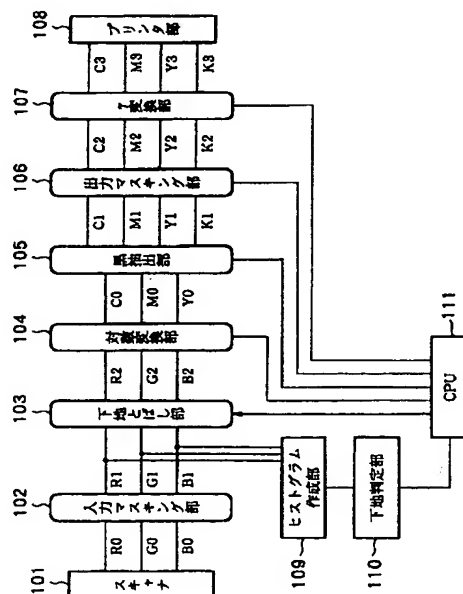 101
スキャナ
R0
G0
B0
102
入力マスキング部
R1
G1
B1
103
下地とばし部
R2
G2
B2
104
対数変換部
C0
M0
Y0
105
黒抽出部
C1
M1
Y1
K1
106
出力マスキング部
C2
M2
Y2
K2
107
γ変換部
C3
M3
Y3
K3
108
プリンタ部
ヒストグラム
作成部
109
下地判定部
110
CPU
111